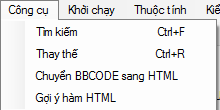 Công cụ Khởi chạy Thuộc tính
Tìm kiếm Ctrl+F
Thay thế Ctrl+R
Chuyển BBCODE sang HTML
Gợi ý hàm HTML